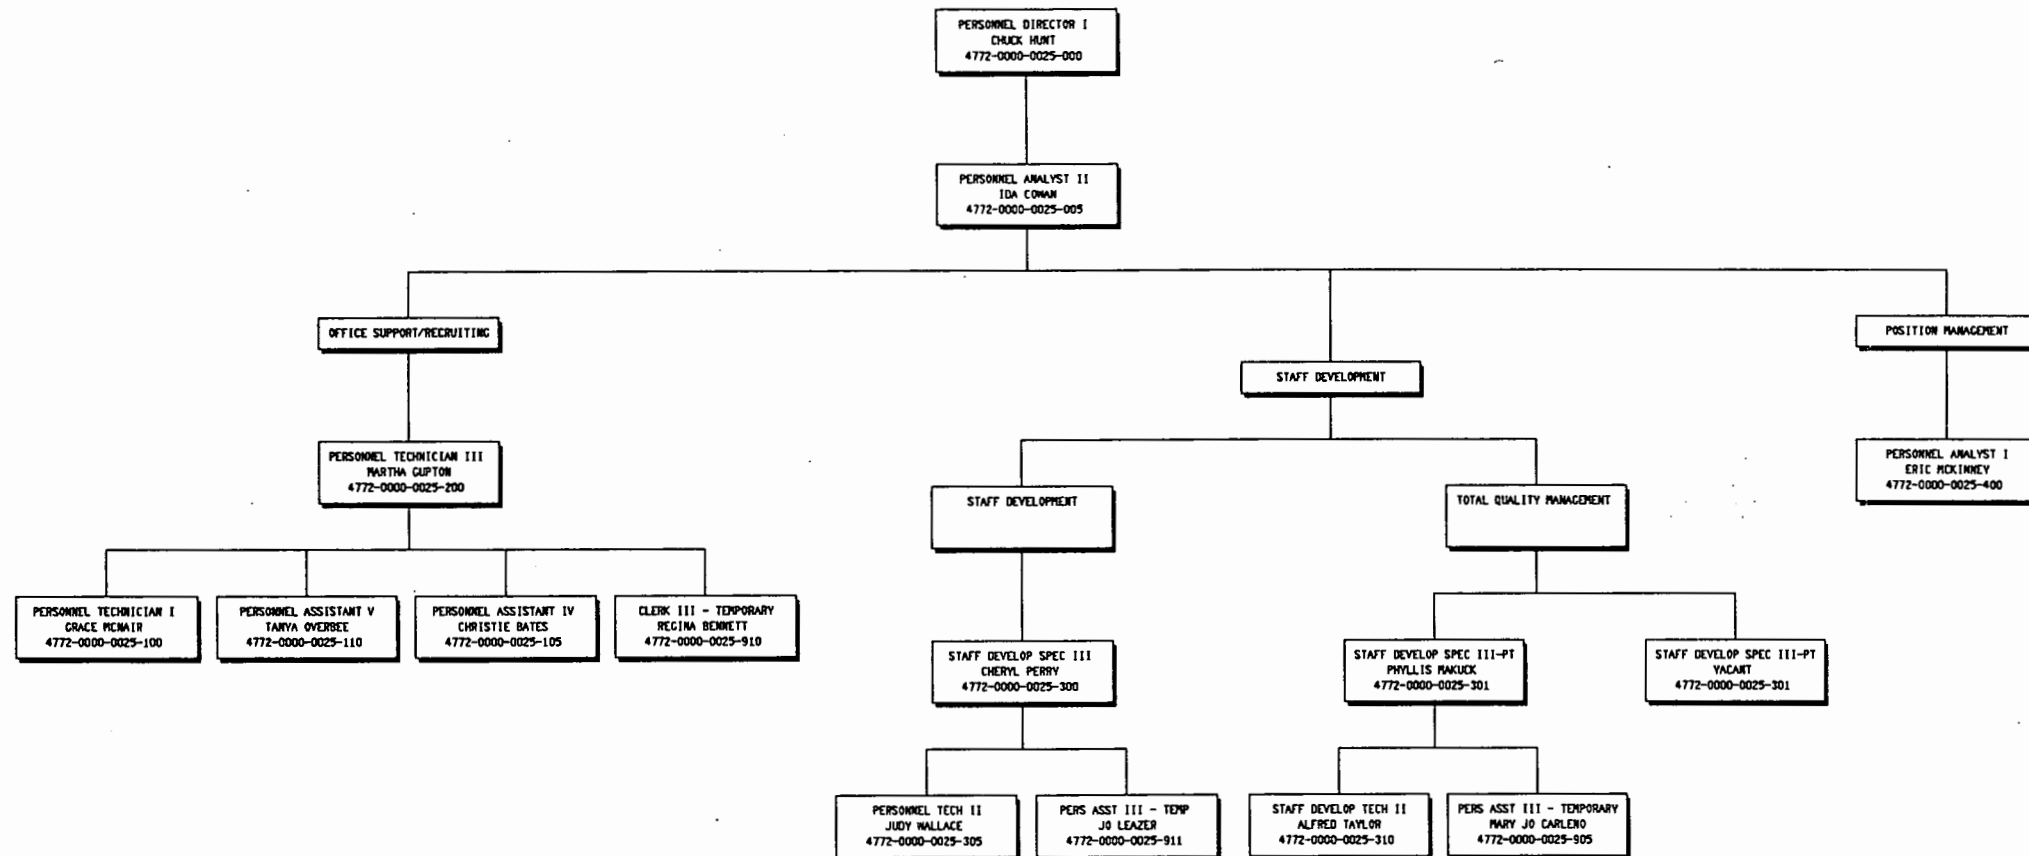 PERSONNEL DIRECTOR I
CHUCK HUNT
4772-0000-0025-000
PERSONNEL ANALYST II
IDA COWAN
4772-0000-0025-005
OFFICE SUPPORT/RECRUITING
POSITION MANAGEMENT
STAFF DEVELOPMENT
PERSONNEL TECHNICIAN III
MARTHA GUPTON
4772-0000-0025-200
PERSONNEL ANALYST I
ERIC MCKINNEY
4772-0000-0025-400
STAFF DEVELOPMENT
TOTAL QUALITY MANAGEMENT
PERSONNEL TECHNICIAN I
GRACE MCNAIR
4772-0000-0025-100
PERSONNEL ASSISTANT V
TANYA OVERBEE
4772-0000-0025-110
PERSONNEL ASSISTANT IV
CHRISTIE BATES
4772-0000-0025-105
CLERK III - TEMPORARY
REGINA BENNETT
4772-0000-0025-910
STAFF DEVELOP SPEC III
CHERYL PERRY
4772-0000-0025-300
STAFF DEVELOP SPEC III-PT
PHYLLIS MAKUCK
4772-0000-0025-301
STAFF DEVELOP SPEC III-PT
VACANT
4772-0000-0025-301
PERSONNEL TECH II
JUDY WALLACE
4772-0000-0025-305
PERS ASST III - TEMP
JO LEAZER
4772-0000-0025-911
STAFF DEVELOP TECH II
ALFRED TAYLOR
4772-0000-0025-310
PERS ASST III - TEMPORARY
MARY JO CARLENO
4772-0000-0025-905